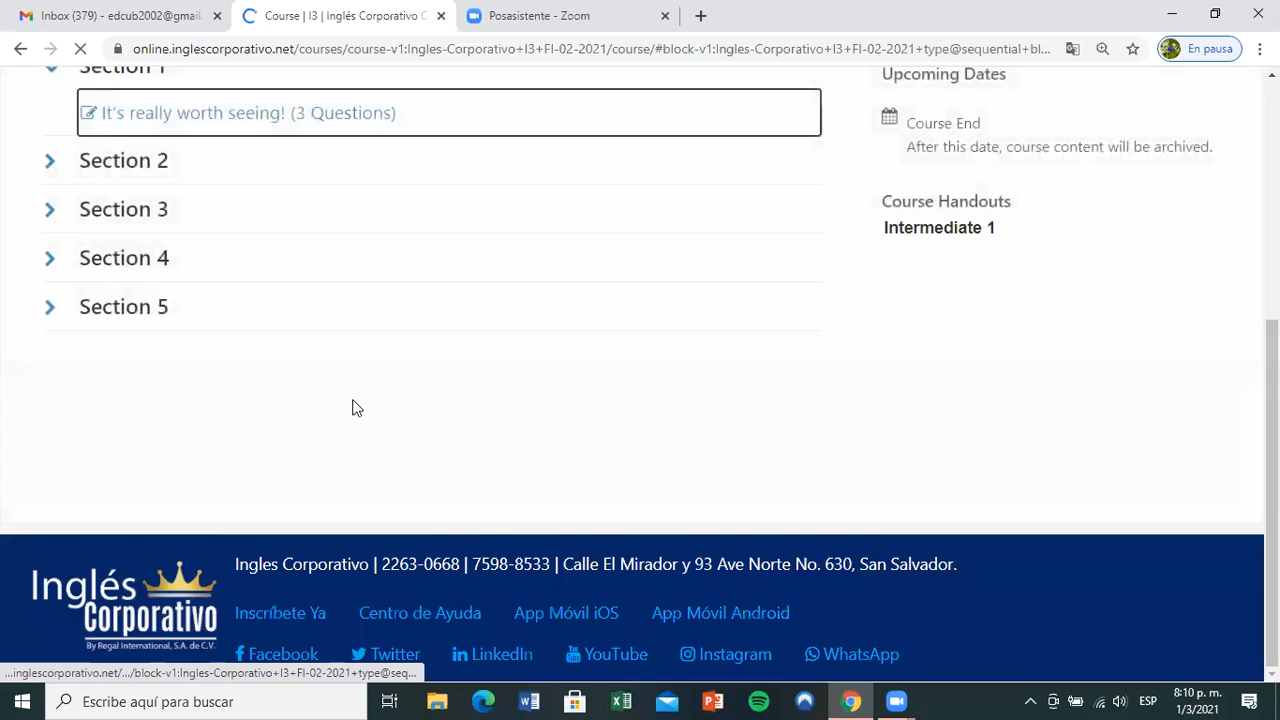 Inbox (379) - edcub2002@gmai
Course | I3 | Inglés Corporativo C
Posasistente - Zoom
online.inglescorporativo.net/courses/course-v1:Ingles-Corporativo+I3+FI-02-2021/course/#block-v1:Ingles-Corporativo+I3+FI-02-2021+type@sequential+bl...
En pausa
Section 1
It's really worth seeing! (3 Questions)
Section 2
Section 3
Section 4
Section 5
Upcoming Dates
Course End
After this date, course content will be archived.
Course Handouts
Intermediate 1
Inglés
Corporativo
By Regal International, S.A. de C.V.
Ingles Corporativo | 2263-0668 | 7598-8533 | Calle El Mirador y 93 Ave Norte No. 630, San Salvador.
Inscríbete Ya
Centro de Ayuda
App Móvil iOS
App Móvil Android
Facebook
Twitter
LinkedIn
YouTube
Instagram
WhatsApp
...inglescorporativo.net/.../block-v1:Ingles-Corporativo+I3+FI-02-2021+type@seq...
Escribe aquí para buscar
ESP
8:10 p. m.
1/3/2021